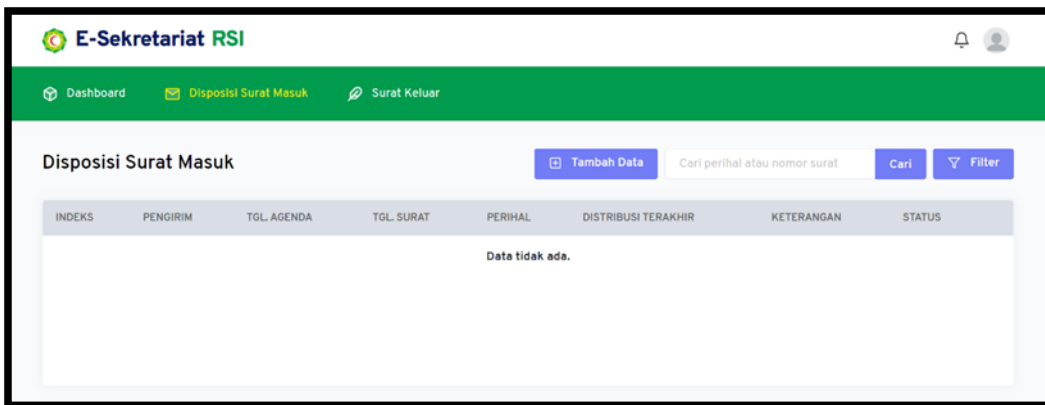 E-Sekretariat RSI
Dashboard Disposisi Surat Masuk Surat Keluar
Disposisi Surat Masuk Tambah Data Cari perihal atau nomor surat Cari Filter
INDEKS PENGIRIM TGL. AGENDA TGL. SURAT PERIHAL DISTRIBUSI TERAKHIR KETERANGAN STATUS
Data tidak ada.